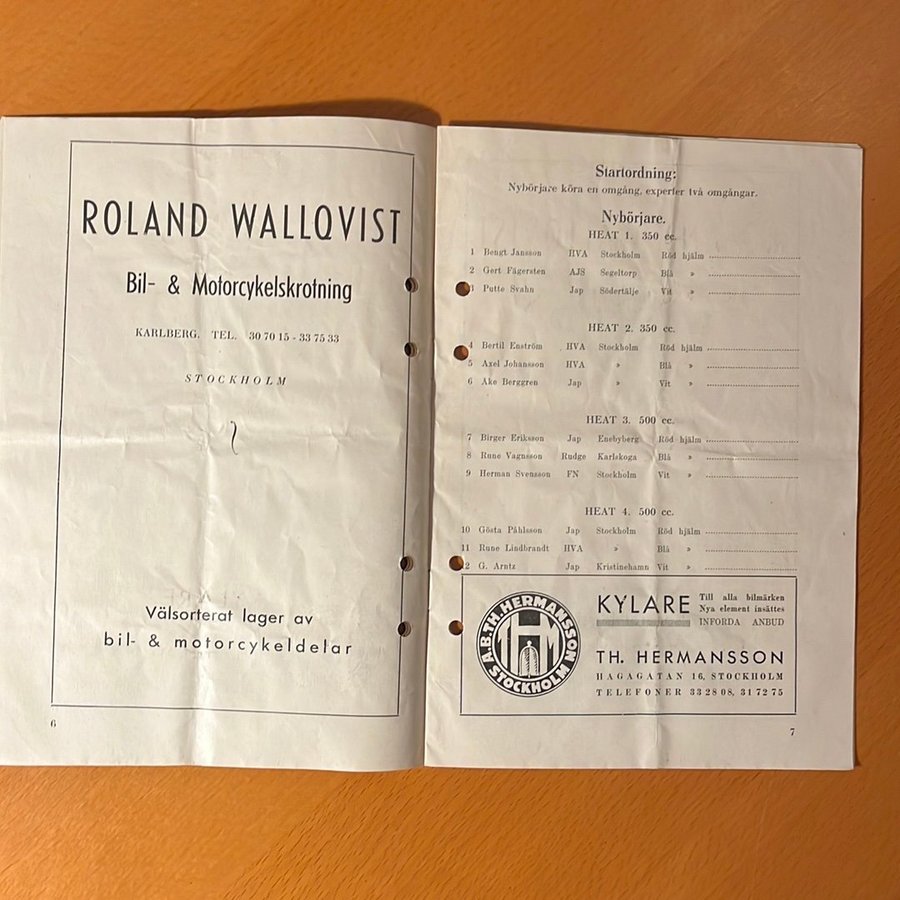 ROLAND WALLQVIST
Bil- & Motorcykelskrotning
KARLBERG. TEL. 30 70 15 - 33 75 33
STOCKHOLM
Välsorterat lager av
bil- & motorcykeldelar
6
Startordning:
Nybörjare köra en omgång, experter två omgångar.
Nybörjare.
HEAT 1. 350 cc.
1 Bengt Jansson HVA Stockholm Röd hjälm
2 Gert Fägersten AJS Segeltorp Blå »
3 Putte Svahn Jap Södertälje Vit »
HEAT 2. 350 cc.
4 Bertil Enström HVA Stockholm Röd hjälm
5 Axel Johansson HVA » Blå »
6 Ake Berggren Jap » Vit »
HEAT 3. 500 cc.
7 Birger Eriksson Jap Enebyberg Röd hjälm
8 Rune Vagnsson Rudge Karlskoga Blå »
9 Herman Svensson FN Stockholm Vit »
HEAT 4. 500 cc.
10 Gösta Påhlsson Jap Stockholm Röd hjälm
11 Rune Lindbrandt HVA » Blå »
2 G. Arntz Jap Kristinehamn Vit »
A.B. TH. HERMANSSON
STOCKHOLM
KYLARE
Till alla bilmärken
Nya element insättes
INFORDA ANBUD
TH. HERMANSSON
HAGAGATAN 16, STOCKHOLM
TELEFONER 33 28 08, 31 72 75
7